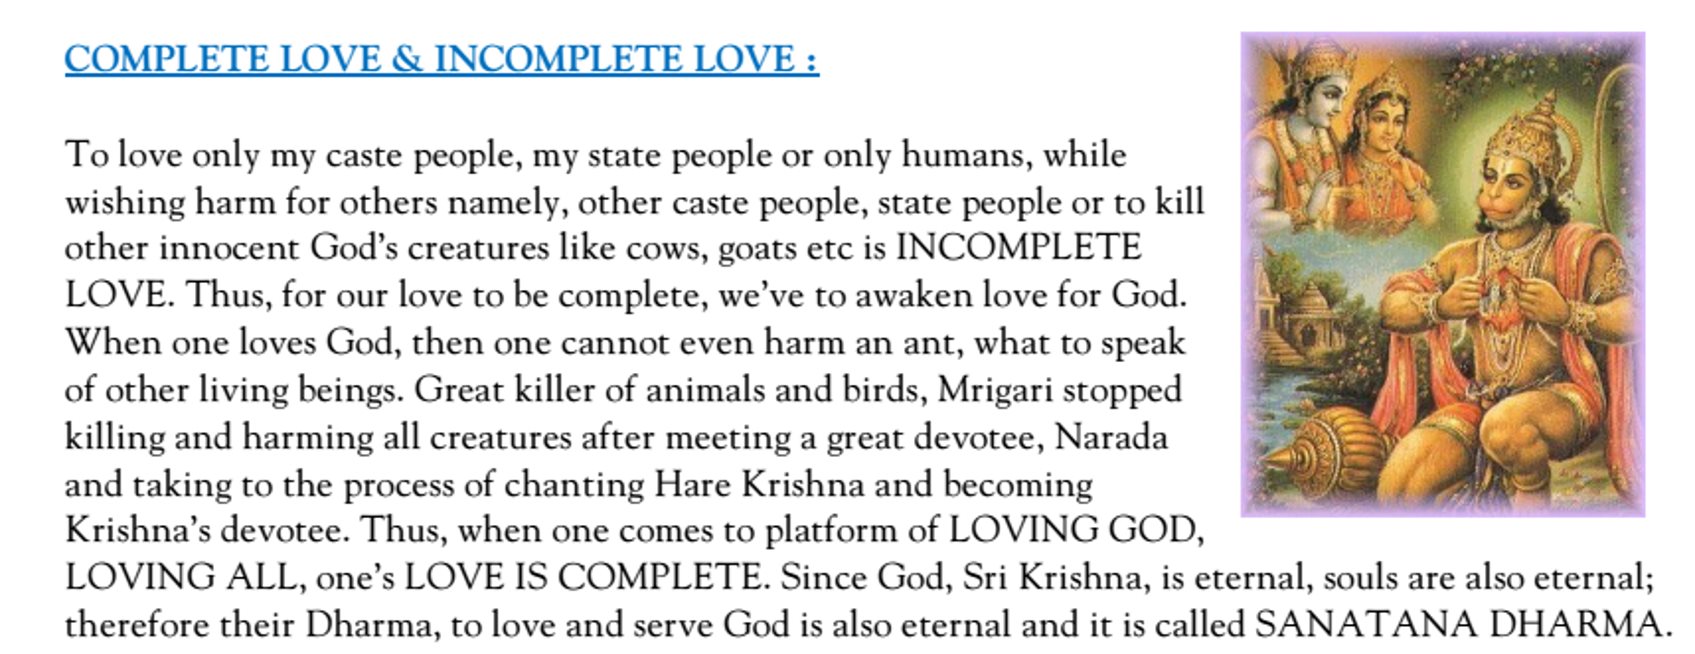 COMPLETE LOVE & INCOMPLETE LOVE :
To love only my caste people, my state people or only humans, while
wishing harm for others namely, other caste people, state people or to kill
other innocent God's creatures like cows, goats etc is INCOMPLETE
LOVE. Thus, for our love to be complete, we've to awaken love for God.
When one loves God, then one cannot even harm an ant, what to speak
of other living beings. Great killer of animals and birds, Mrigari stopped
killing and harming all creatures after meeting a great devotee, Narada
and taking to the process of chanting Hare Krishna and becoming
Krishna's devotee. Thus, when one comes to platform of LOVING GOD,
LOVING ALL, one's LOVE IS COMPLETE. Since God, Sri Krishna, is eternal, souls are also eternal;
therefore their Dharma, to love and serve God is also eternal and it is called SANATANA DHARMA.